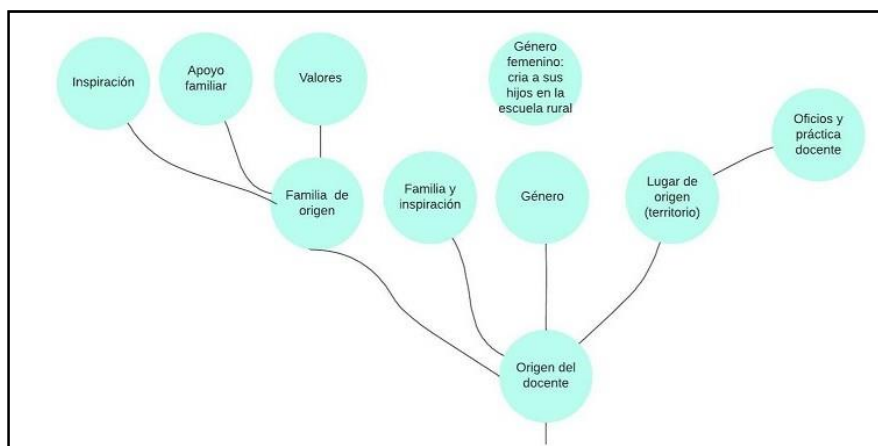 Inspiración
Apoyo
familiar
Valores
Género
femenino:
cria a sus
hijos en la
escuela rural
Oficios y
práctica
docente
Familia de
origen
Familia y
inspiración
Género
Lugar de
origen
(territorio)
Origen del
docente